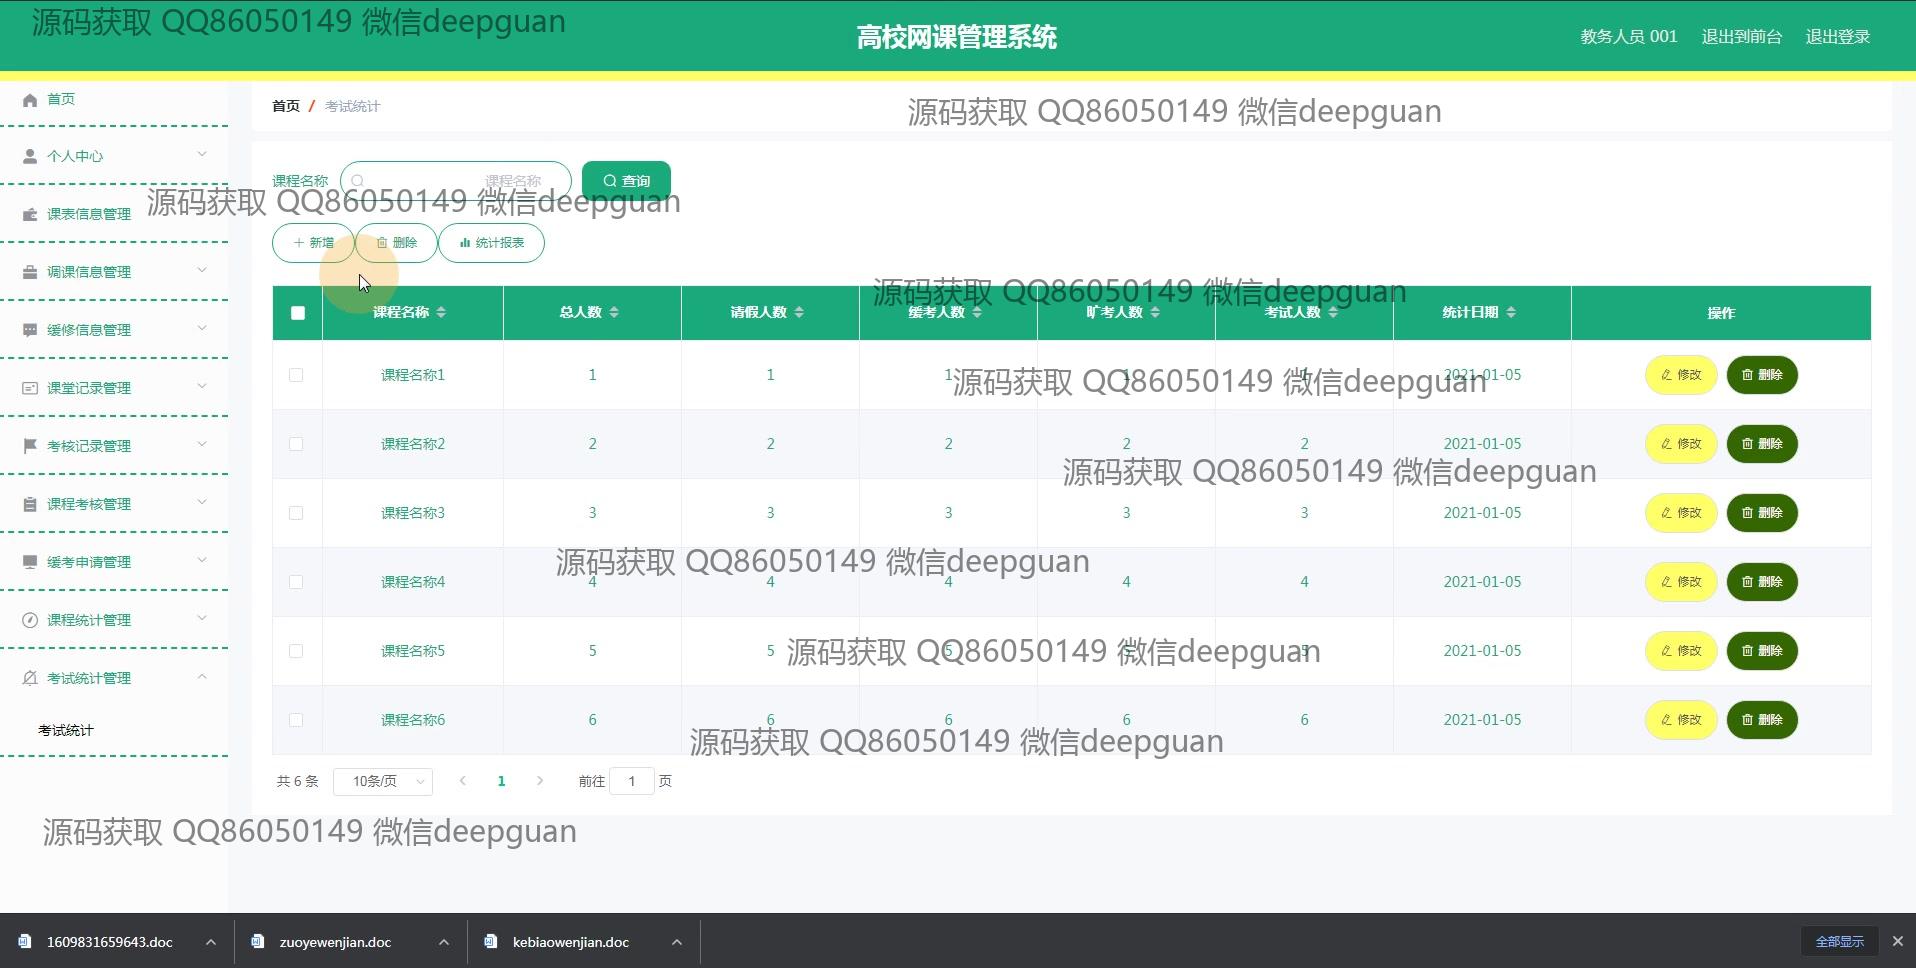 源码获取 QQ86050149 微信deepguan
高校网课管理系统
教务人员 001 退出到前台 退出登录
首页
首页 / 考试统计
源码获取 QQ86050149 微信deepguan
个人中心
课程名称 课程名称 查询
课表信息管理
源码获取 QQ86050149 微信deepguan
新增 删除 统计报表
调课信息管理
源码获取 QQ86050149 微信deepguan
课程名称 总人数 请假人数 缓考人数 旷考人数 考试人数 统计日期 操作
缓修信息管理
课程名称1 1 1 1 1 1 2021-01-05 修改 删除
源码获取 QQ86050149 微信deepguan
课堂记录管理
课程名称2 2 2 2 2 2 2021-01-05 修改 删除
考核记录管理
源码获取 QQ86050149 微信deepguan
课程考核管理
课程名称3 3 3 3 3 3 2021-01-05 修改 删除
缓考申请管理
源码获取 QQ86050149 微信deepguan
课程名称4 4 4 4 4 4 2021-01-05 修改 删除
课程统计管理
课程名称5 5 5 5 5 5 2021-01-05 修改 删除
源码获取 QQ86050149 微信deepguan
考试统计管理
课程名称6 6 6 6 6 6 2021-01-05 修改 删除
考试统计
源码获取 QQ86050149 微信deepguan
共 6 条 10条/页 1 前往 1 页
源码获取 QQ86050149 微信deepguan
1609831659643.doc zuoyewenjian.doc kebiaowenjian.doc 全部显示